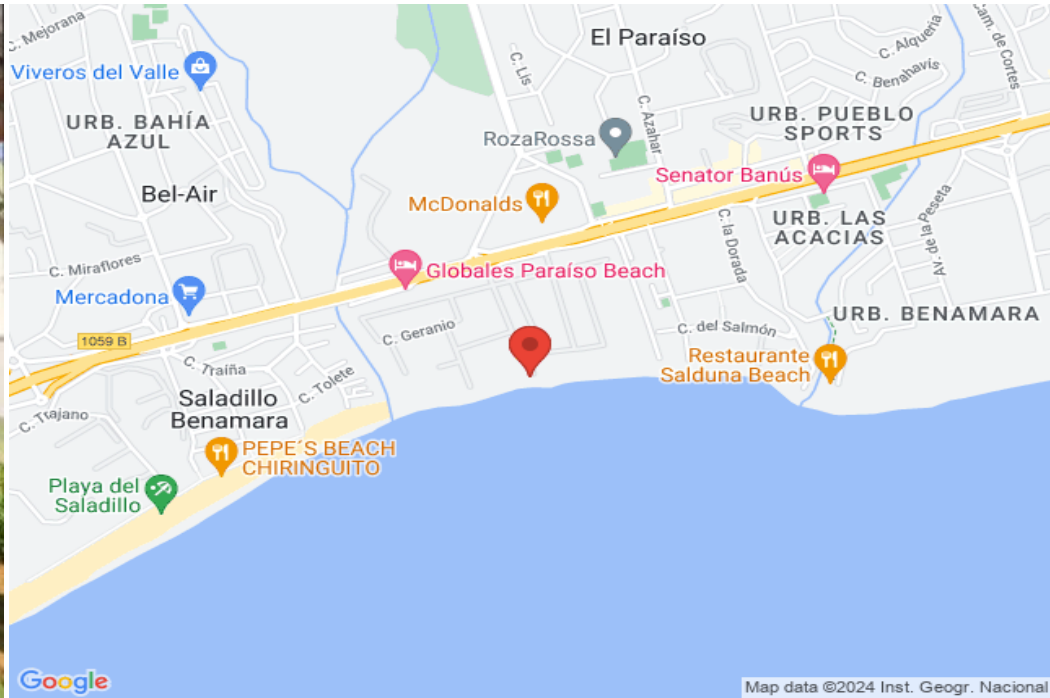 C. Mejorana
El Paraíso
C. Alquería
Cam. de Cortes
Viveros del Valle
C. Lis
C. Benahavís
C. Azahar
URB. BAHÍA
AZUL
URB. PUEBLO
SPORTS
RozaRossa
Bel-Air
Senator Banús
McDonalds
URB. LAS
ACACIAS
C. la Dorada
Av. de la Peseta
C. Miraflores
Globales Paraíso Beach
Mercadona
URB. BENAMARA
C. Geranio
C. del Salmón
1059 B
Restaurante
Salduna Beach
C. Traíña
C. Tolete
Saladillo
Benamara
C. Trajano
PEPE´S BEACH
CHIRINGUITO
Playa del
Saladillo
Google
Map data ©2024 Inst. Geogr. Nacional